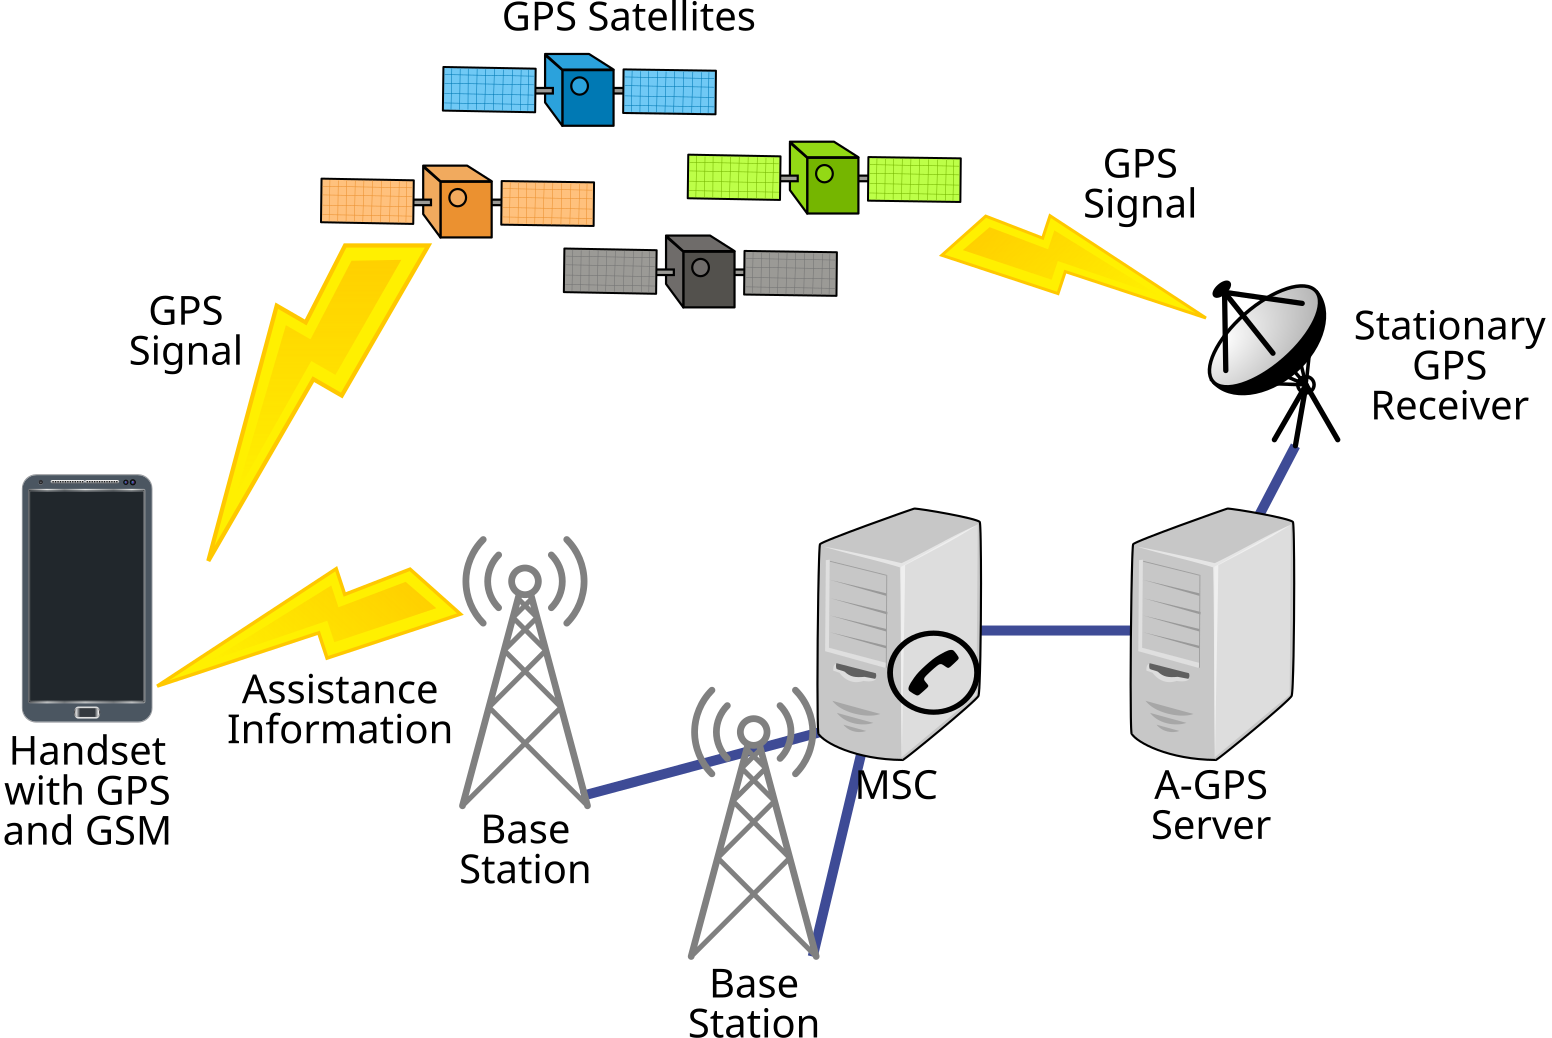 GPS Satellites
GPS
Signal
GPS
Signal
Stationary
GPS
Receiver
Assistance
Information
Handset
with GPS
and GSM
MSC
A-GPS
Server
Base
Station
Base
Station